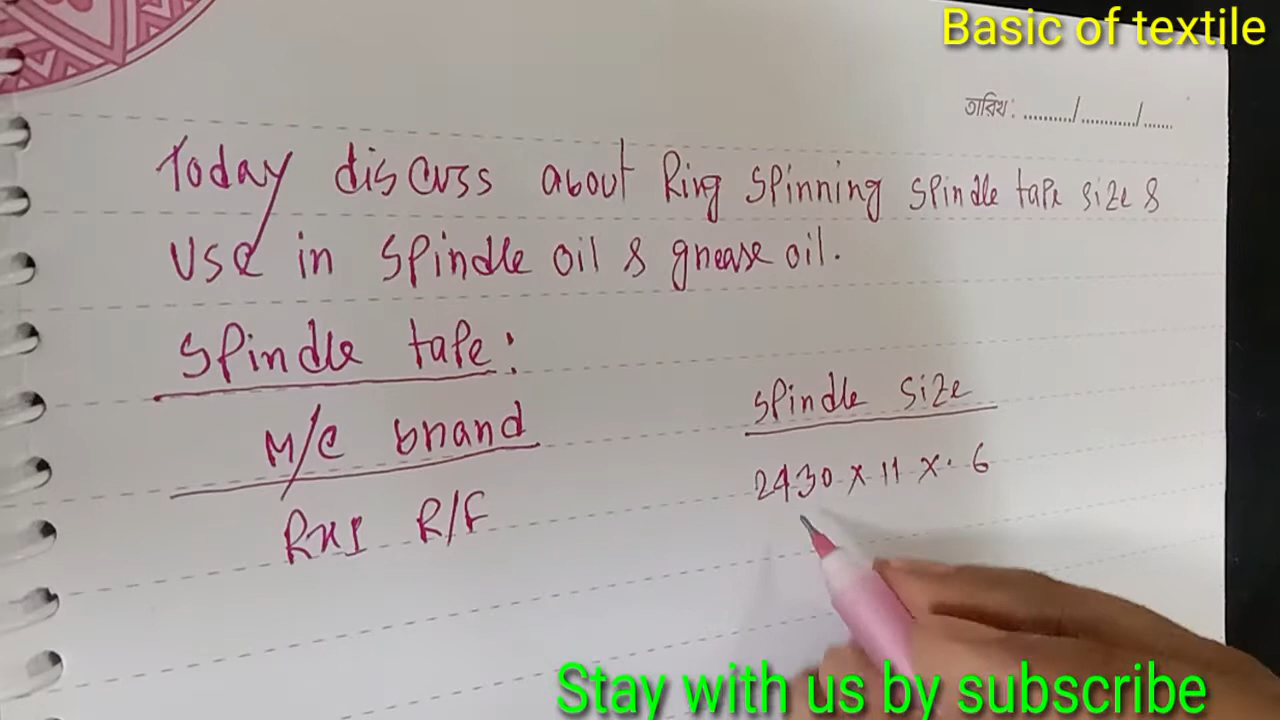 Basic of textile
তারিখ: ........../.........../.......
Today discuss about Ring Spinning Spindle tape size &
Use in Spindle oil & grease oil.
Spindle tape:
M/C brand
Spindle Size
RXI R/F
2430 x 11 x .6
Stay with us by subscribe